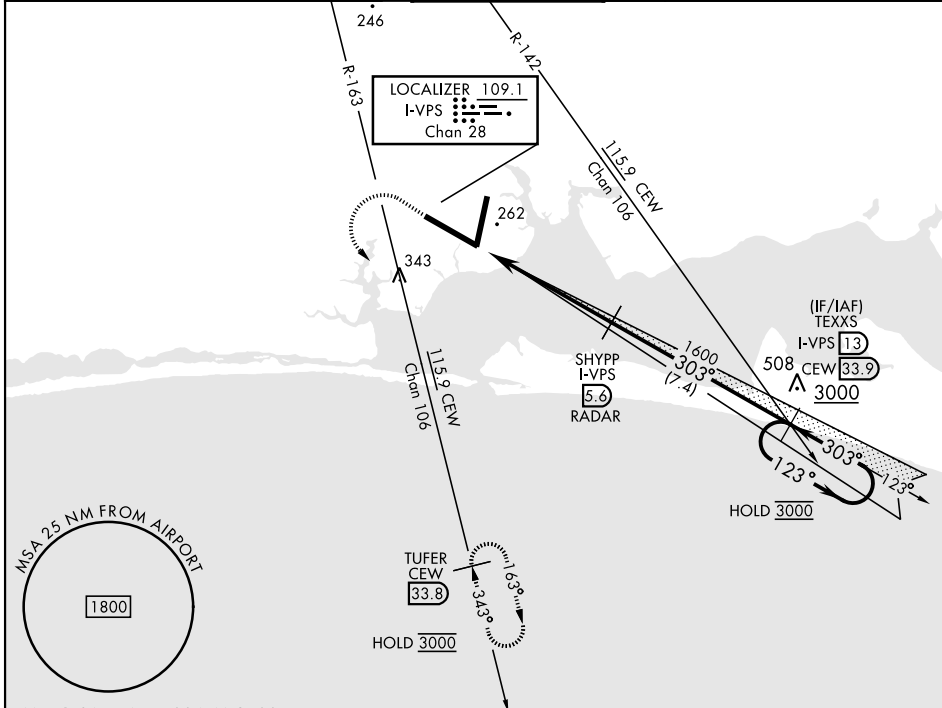 246
R-163
R-142
LOCALIZER 109.1
I-VPS
Chan 28
115.9 CEW
Chan 106
262
343
115.9 CEW
Chan 106
(IF/IAF)
TEXXS
I-VPS 13
CEW 33.9
3000
508
1600
303°
(7.4)
SHYPP
I-VPS
5.6
RADAR
303°
123°
123°
HOLD 3000
MSA 25 NM FROM AIRPORT
1800
TUFER
CEW
33.8
163°
343°
HOLD 3000